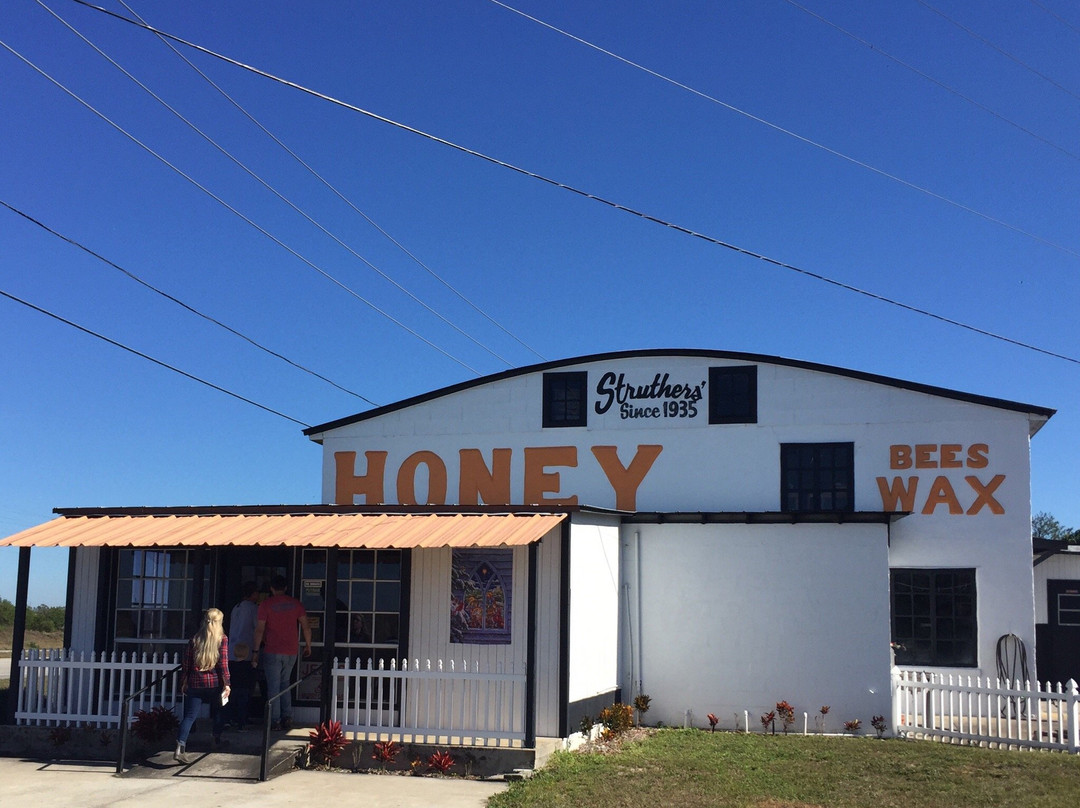 Struthers'
Since 1935
HONEY
BEES
WAX